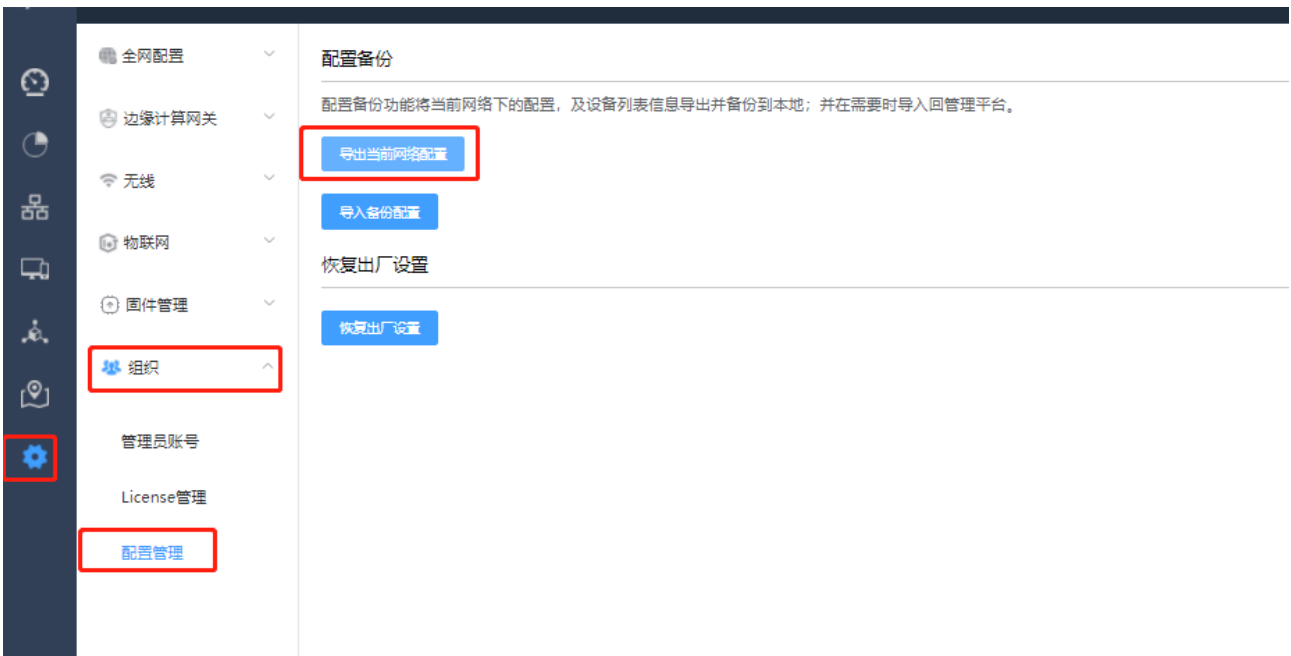 全网配置
边缘计算网关
无线
物联网
固件管理
组织
管理员账号
License管理
配置管理
配置备份
配置备份功能将当前网络下的配置，及设备列表信息导出并备份到本地；并在需要时导入回管理平台。
导出当前网络配置
导入备份配置
恢复出厂设置
恢复出厂设置